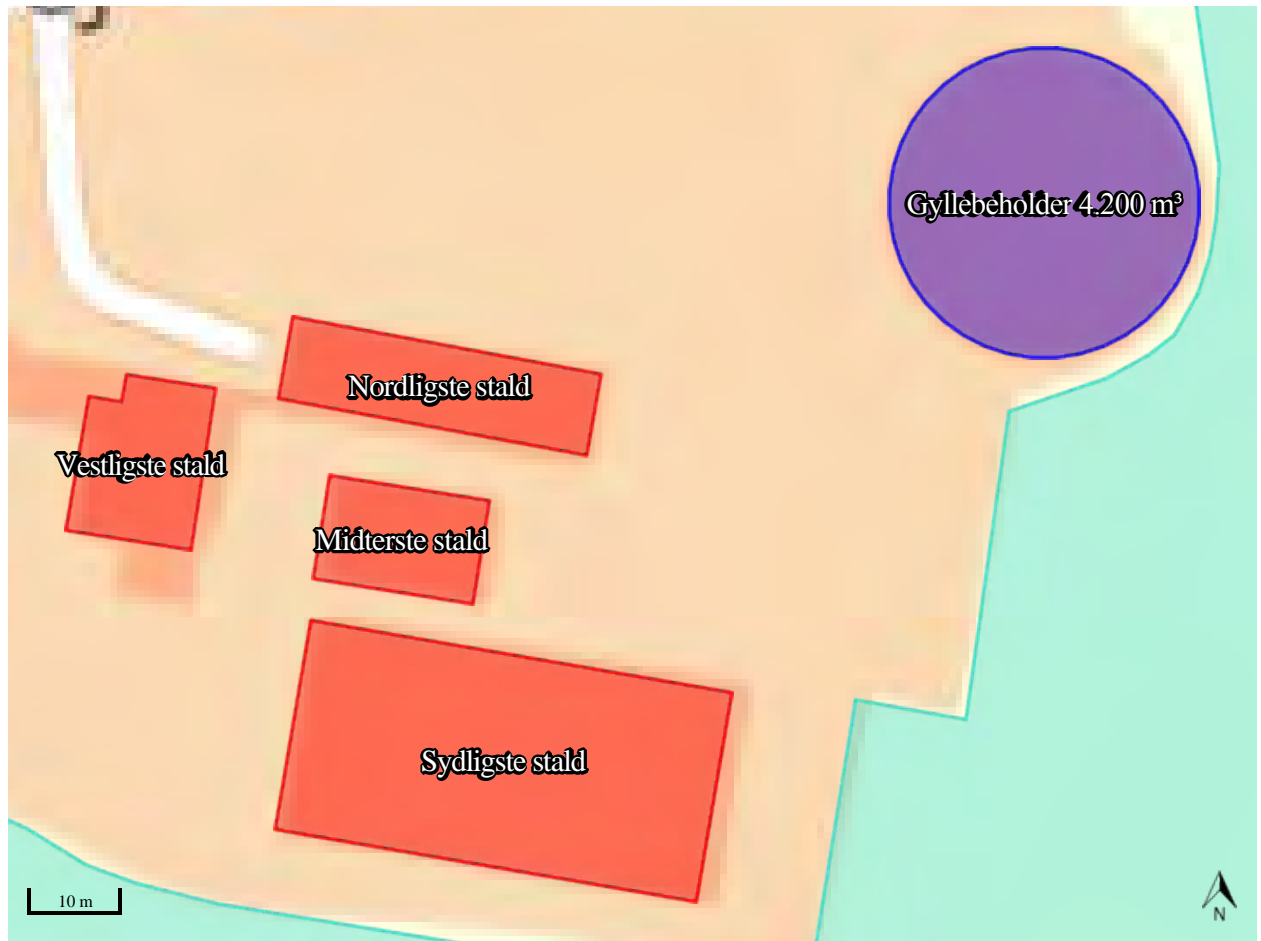 Gyllebeholder 4.200 m³
Nordligste stald
Vestligste stald
Midterste stald
Sydligste stald
10 m
N